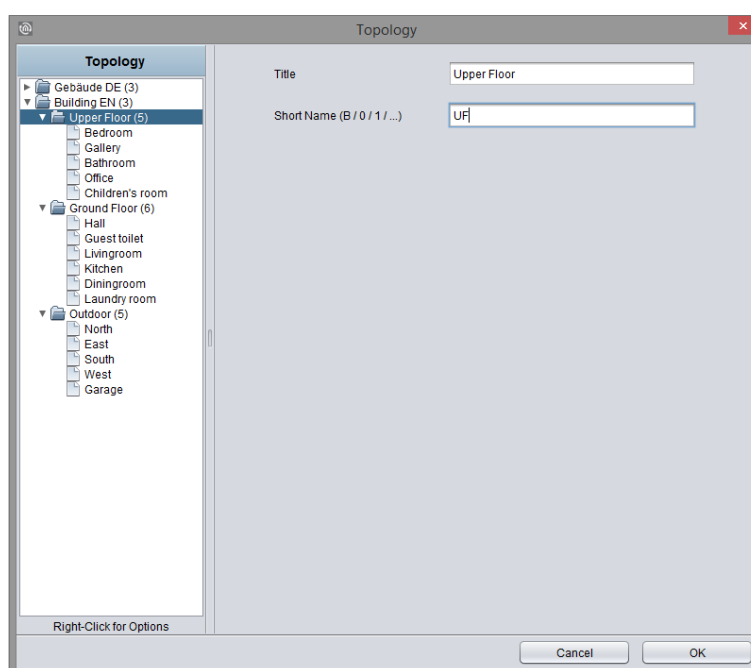 Topology
Topology
Gebäude DE (3)
Building EN (3)
Upper Floor (5)
Bedroom
Gallery
Bathroom
Office
Children's room
Ground Floor (6)
Hall
Guest toilet
Livingroom
Kitchen
Diningroom
Laundry room
Outdoor (5)
North
East
South
West
Garage
Right-Click for Options
Title Upper Floor
Short Name (B / 0 / 1 / ...) UF
Cancel OK